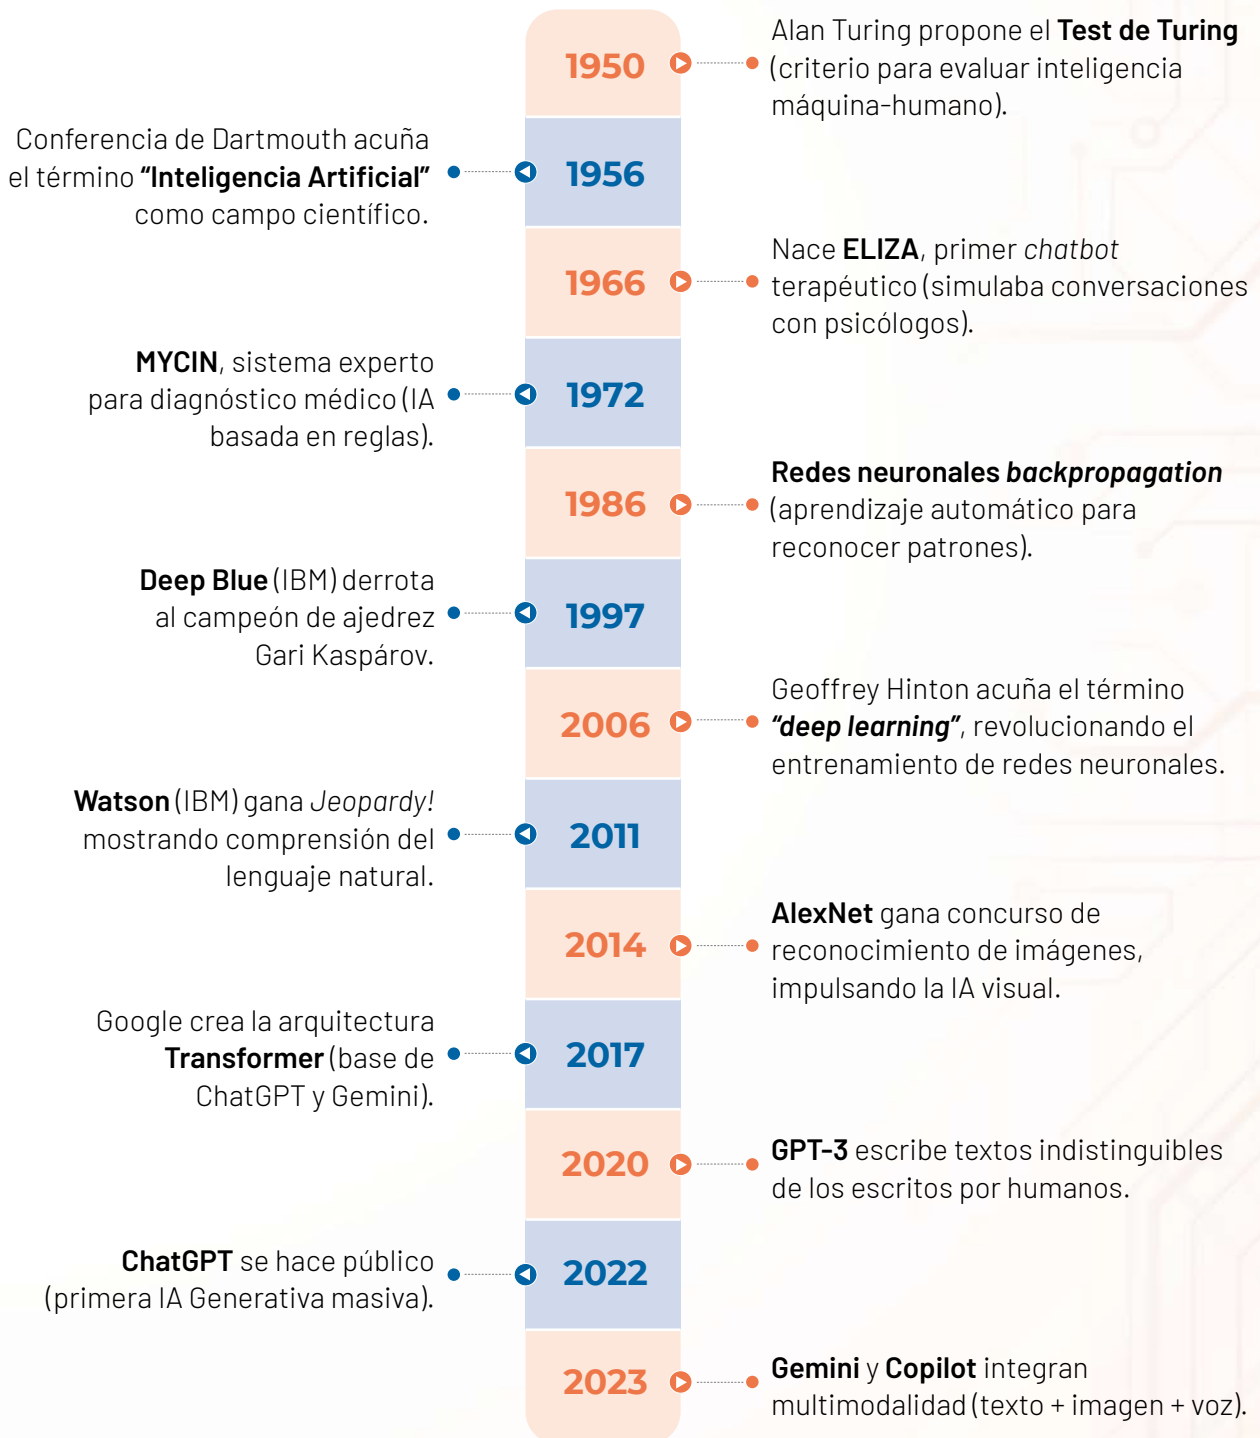 1950
Alan Turing propone el Test de Turing
(criterio para evaluar inteligencia
máquina-humano).
Conferencia de Dartmouth acuña
el término “Inteligencia Artificial”
como campo científico.
1956
1966
Nace ELIZA, primer chatbot
terapéutico (simulaba conversaciones
con psicólogos).
MYCIN, sistema experto
para diagnóstico médico (IA
basada en reglas).
1972
1986
Redes neuronales backpropagation
(aprendizaje automático para
reconocer patrones).
Deep Blue (IBM) derrota
al campeón de ajedrez
Gari Kaspárov.
1997
2006
Geoffrey Hinton acuña el término
“deep learning”, revolucionando el
entrenamiento de redes neuronales.
Watson (IBM) gana Jeopardy!
mostrando comprensión del
lenguaje natural.
2011
2014
AlexNet gana concurso de
reconocimiento de imágenes,
impulsando la IA visual.
Google crea la arquitectura
Transformer (base de
ChatGPT y Gemini).
2017
2020
GPT-3 escribe textos indistinguibles
de los escritos por humanos.
ChatGPT se hace público
(primera IA Generativa masiva).
2022
2023
Gemini y Copilot integran
multimodalidad (texto + imagen + voz).